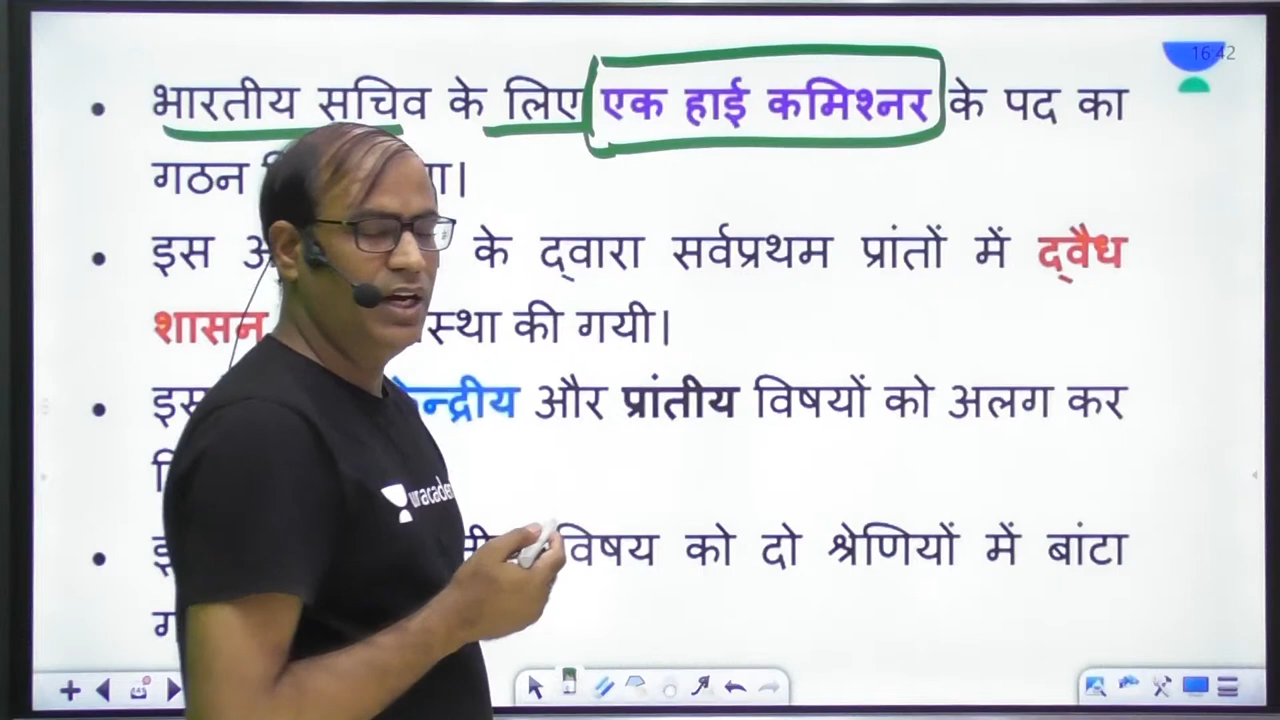 16:42
भारतीय सचिव के लिए एक हाई कमिश्नर के पद का
गठन
इस के द्वारा सर्वप्रथम प्रांतों में द्वैध
शासन की गयी।
और प्रांतीय विषयों को अलग कर
विषय को दो श्रेणियों में बांटा